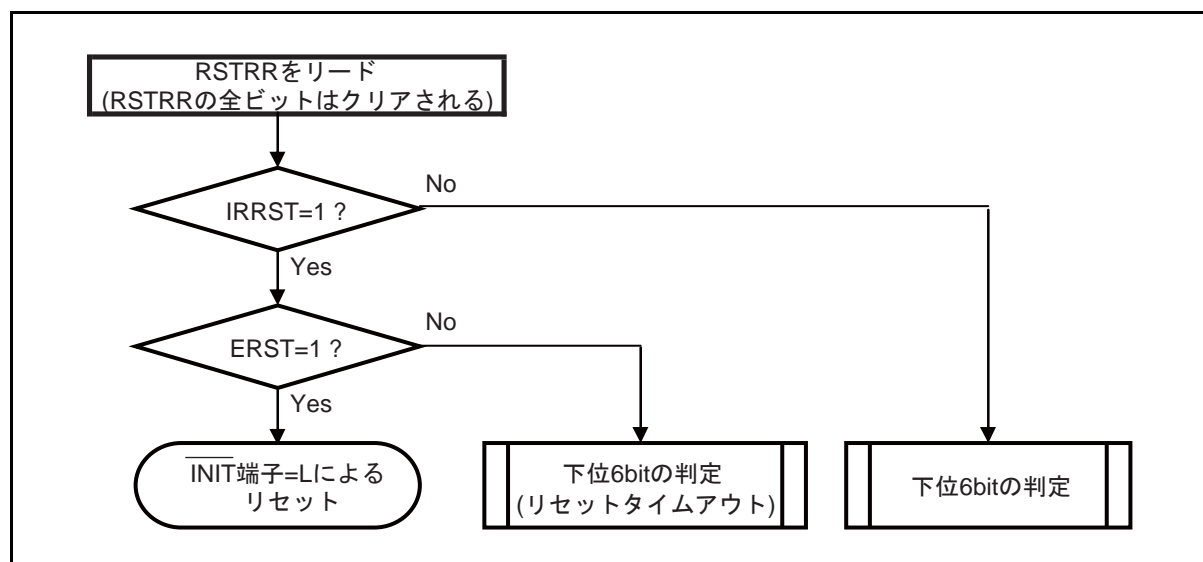 RSTRRをリード
(RSTRRの全ビットはクリアされる)
No
IRRST=1 ?
Yes
No
ERST=1 ?
Yes
INIT端子=Lによる
リセット
下位6bitの判定
(リセットタイムアウト)
下位6bitの判定